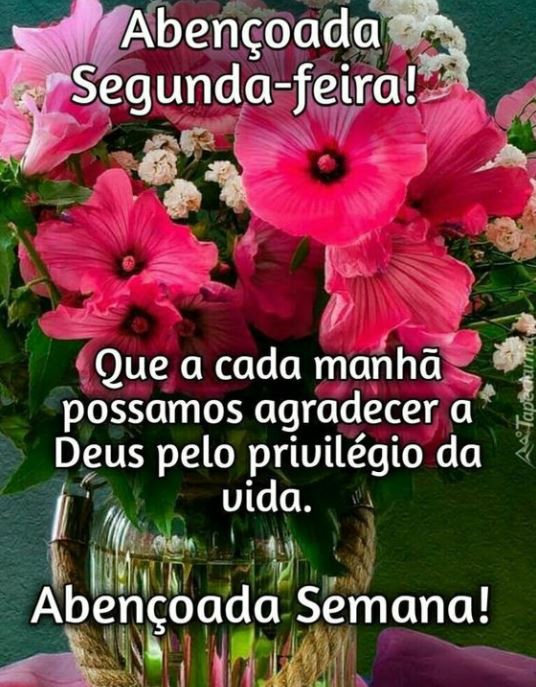 Abençoada
Segunda-feira!
Que a cada manhã
possamos agradecer a
Deus pelo privilégio da
vida.
Abençoada Semana!